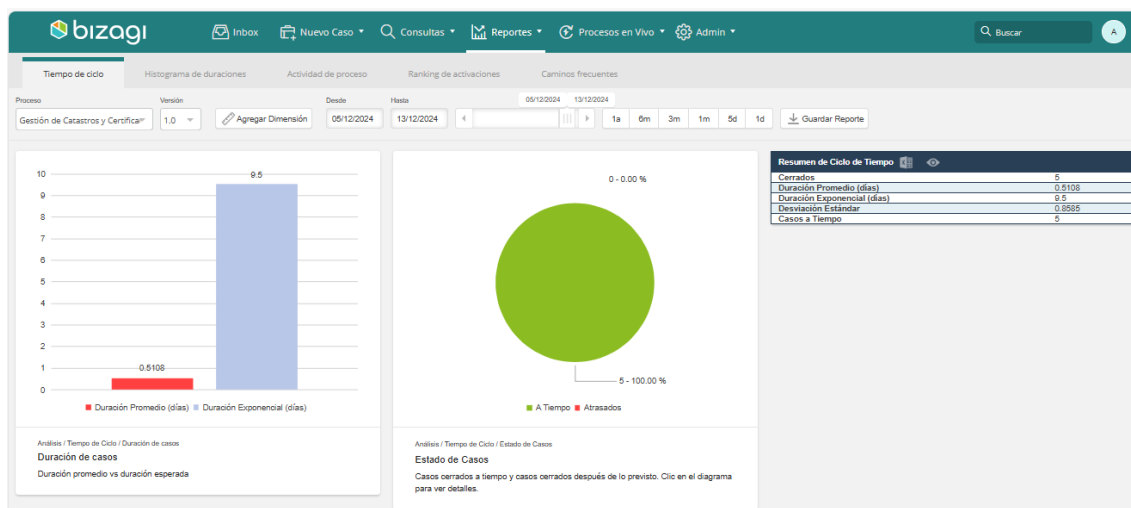 bizagi
Inbox
Nuevo Caso
Consultas
Reportes
Procesos en Vivo
Admin
Buscar
A
Tiempo de ciclo
Histograma de duraciones
Actividad de proceso
Ranking de activaciones
Caminos frecuentes
Proceso
Versión
Desde
Hasta
05/12/2024
13/12/2024
Gestión de Catastros y Certifica
1.0
Agregar Dimensión
05/12/2024
13/12/2024
1a
6m
3m
1m
5d
1d
Guardar Reporte
10
9
8
7
6
5
4
3
2
1
0
9.5
0.5108
Duración Promedio (días)
Duración Exponencial (días)
Análisis / Tiempo de Ciclo / Duración de casos
Duración de casos
Duración promedio vs duración esperada
0 - 0.00 %
5 - 100.00 %
A Tiempo
Atrasados
Análisis / Tiempo de Ciclo / Estado de Casos
Estado de Casos
Casos cerrados a tiempo y casos cerrados después de lo previsto. Clic en el diagrama
para ver detalles.
Resumen de Ciclo de Tiempo
Cerrados 5
Duración Promedio (días) 0.5108
Duración Exponencial (días) 9.5
Desviación Estándar 0.8585
Casos a Tiempo 5